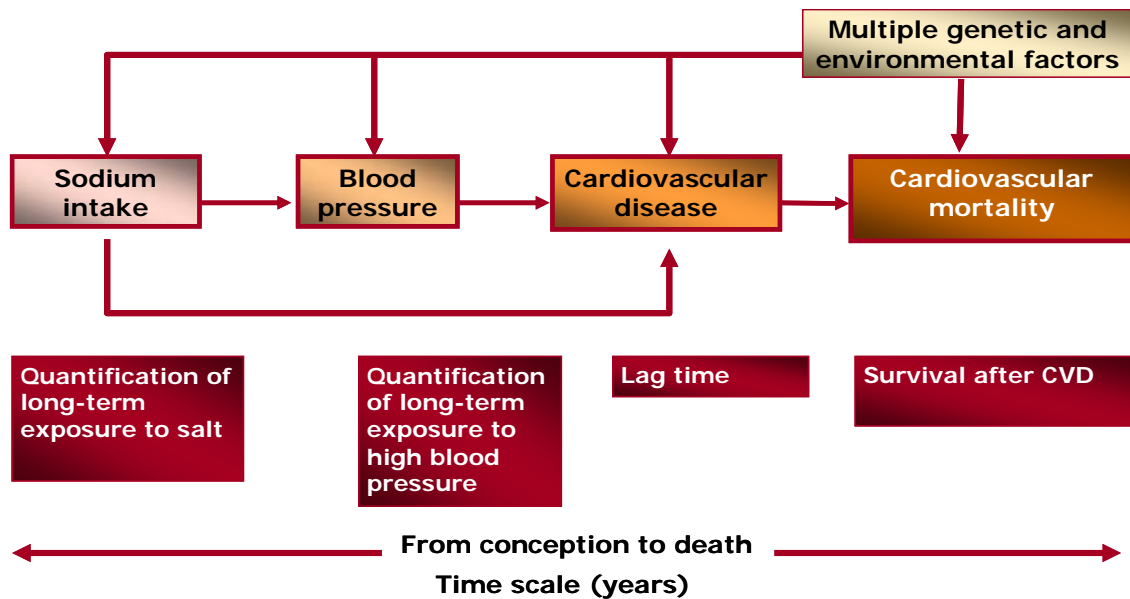 Multiple genetic and
environmental factors
Sodium
intake
Blood
pressure
Cardiovascular
disease
Cardiovascular
mortality
Quantification of
long-term
exposure to salt
Quantification
of long-term
exposure to
high blood
pressure
Lag time
Survival after CVD
From conception to death
Time scale (years)